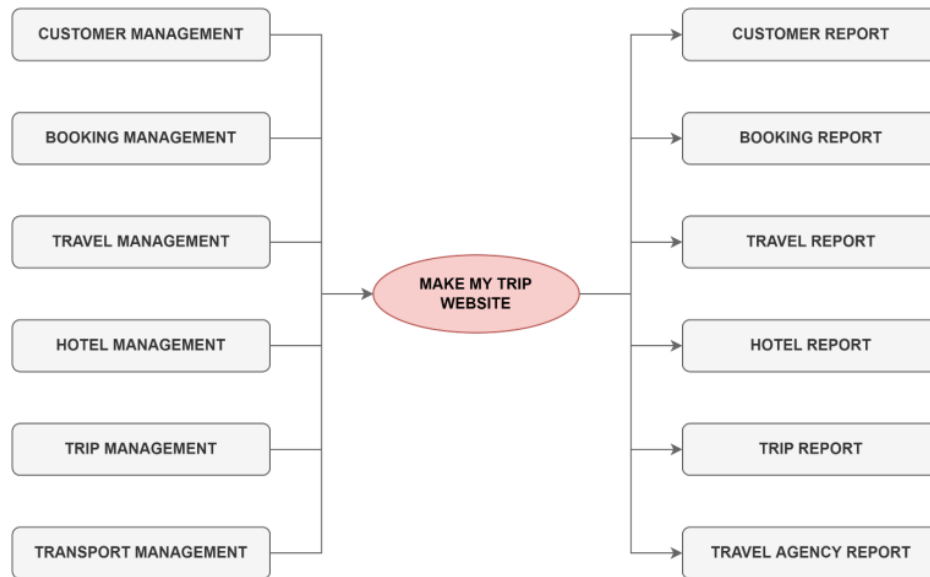 CUSTOMER MANAGEMENT
BOOKING MANAGEMENT
TRAVEL MANAGEMENT
HOTEL MANAGEMENT
TRIP MANAGEMENT
TRANSPORT MANAGEMENT
MAKE MY TRIP
WEBSITE
CUSTOMER REPORT
BOOKING REPORT
TRAVEL REPORT
HOTEL REPORT
TRIP REPORT
TRAVEL AGENCY REPORT